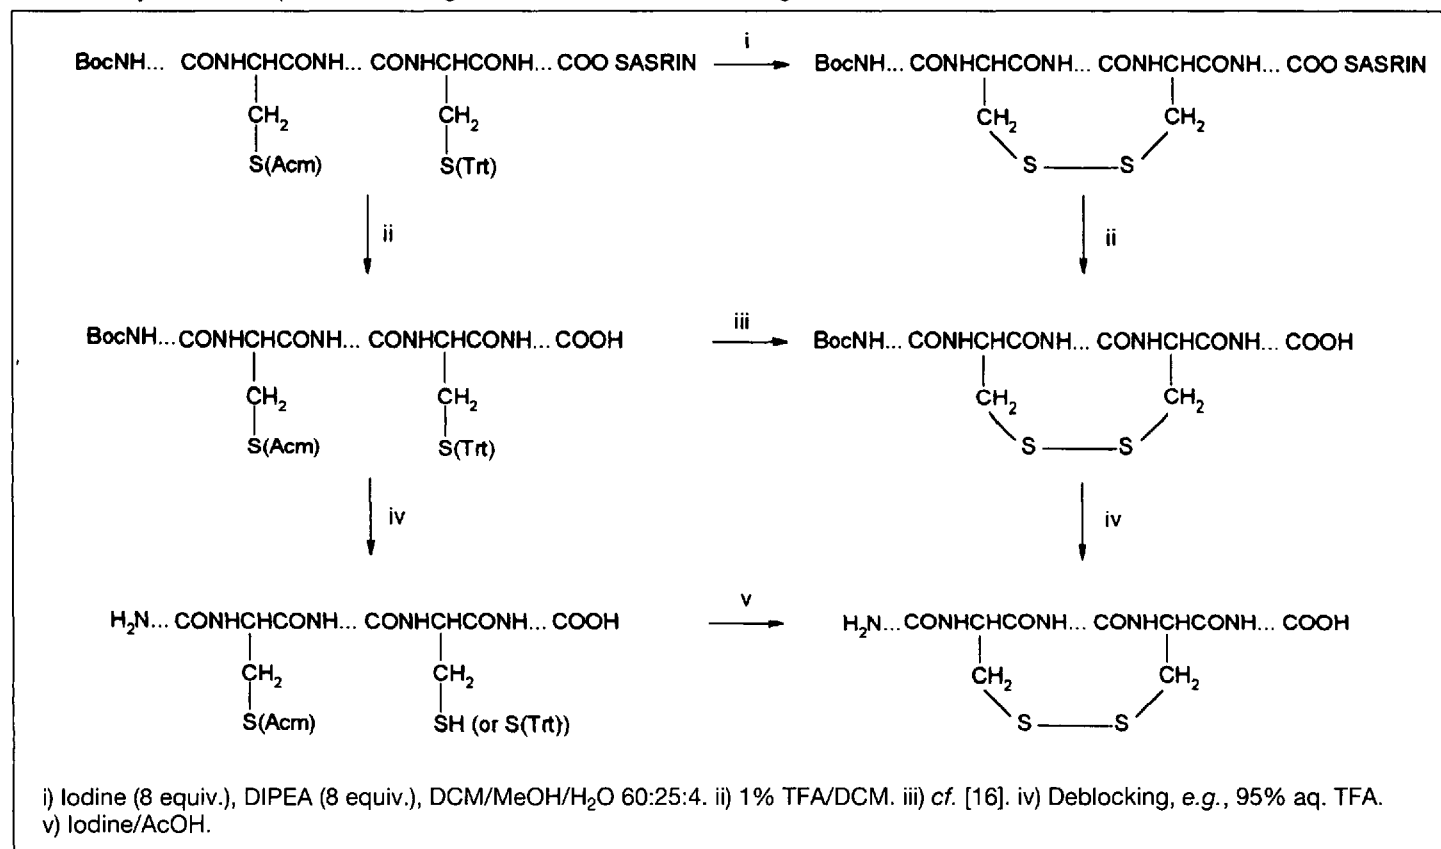 i
BocNH... CONHCHCONH... CONHCHCONH... COO SASRIN
BocNH... CONHCHCONH... CONHCHCONH... COO SASRIN
CH2
CH2
CH2
CH2
S(Acm)
S(Trt)
S
S
ii
ii
BocNH...CONHCHCONH... CONHCHCONH... COOH
iii
BocNH... CONHCHCONH... CONHCHCONH... COOH
CH2
CH2
CH2
CH2
S(Acm)
S(Trt)
S
S
iv
iv
H2N... CONHCHCONH... CONHCHCONH... COOH
v
H2N... CONHCHCONH... CONHCHCONH... COOH
CH2
CH2
CH2
CH2
S(Acm)
SH (or S(Trt))
S
S
i) Iodine (8 equiv.), DIPEA (8 equiv.), DCM/MeOH/H2O 60:25:4. ii) 1% TFA/DCM. iii) cf. [16]. iv) Deblocking, e.g., 95% aq. TFA.
v) Iodine/AcOH.